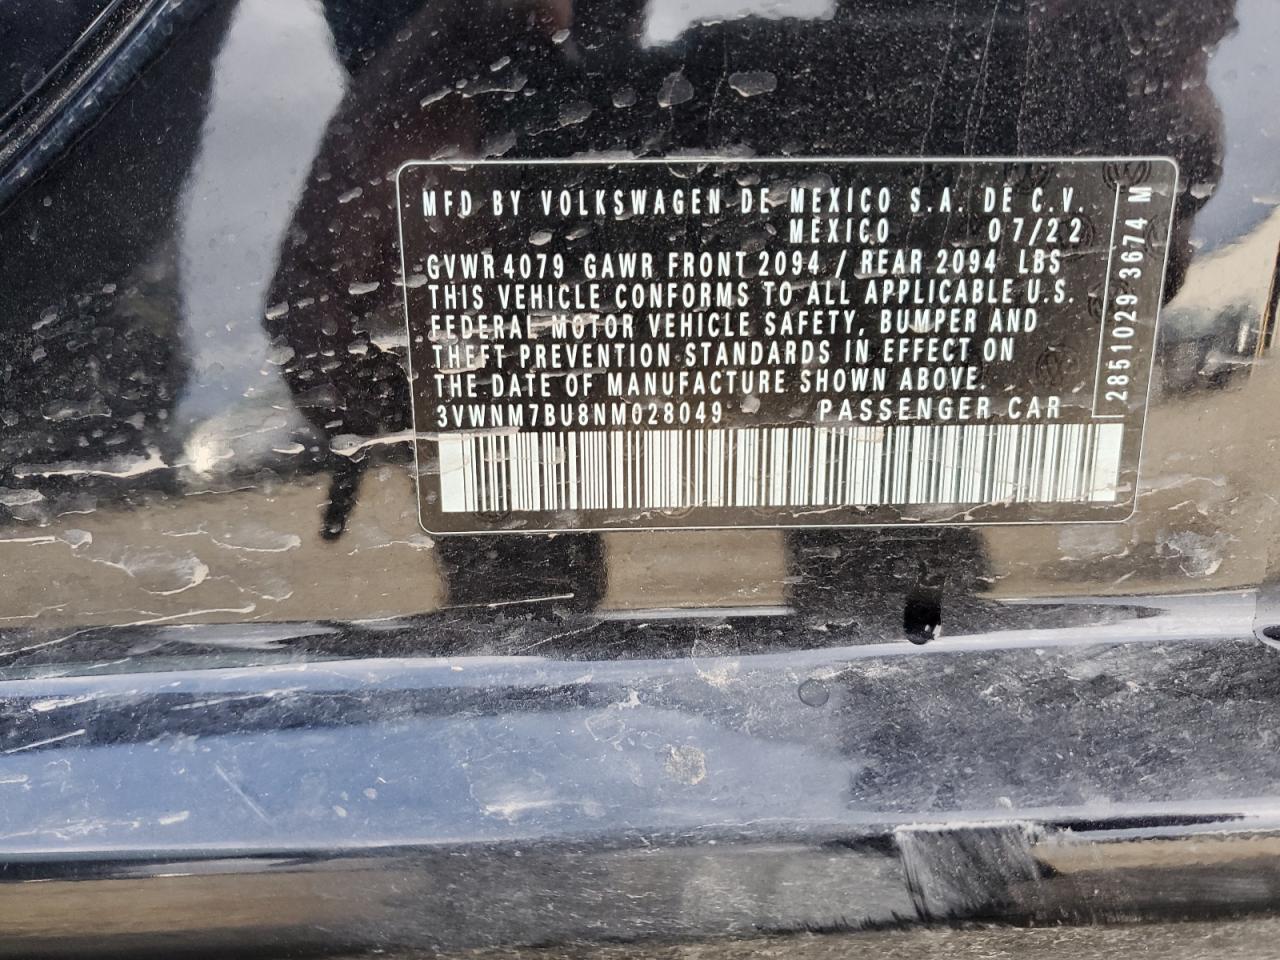 MFD BY VOLKSWAGEN DE MEXICO S.A. DE C.V.
MEXICO 07/22
GVWR 4079 GAWR FRONT 2094 / REAR 2094 LBS
THIS VEHICLE CONFORMS TO ALL APPLICABLE U.S.
FEDERAL MOTOR VEHICLE SAFETY, BUMPER AND
THEFT PREVENTION STANDARDS IN EFFECT ON
THE DATE OF MANUFACTURE SHOWN ABOVE.
3VWNM7BU8NM028049 PASSENGER CAR
2851029 3674 M